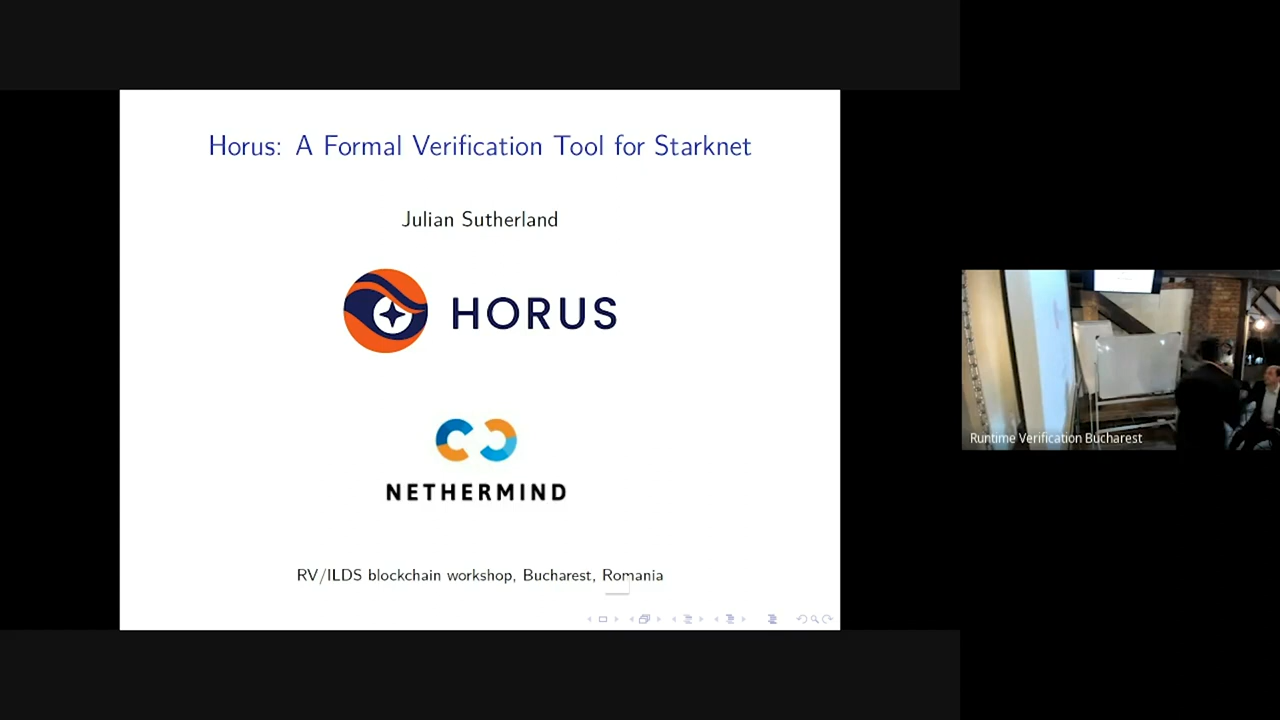 Horus: A Formal Verification Tool for Starknet
Julian Sutherland
HORUS
NETHERMIND
RV/ILDS blockchain workshop, Bucharest, Romania
Runtime Verification Bucharest